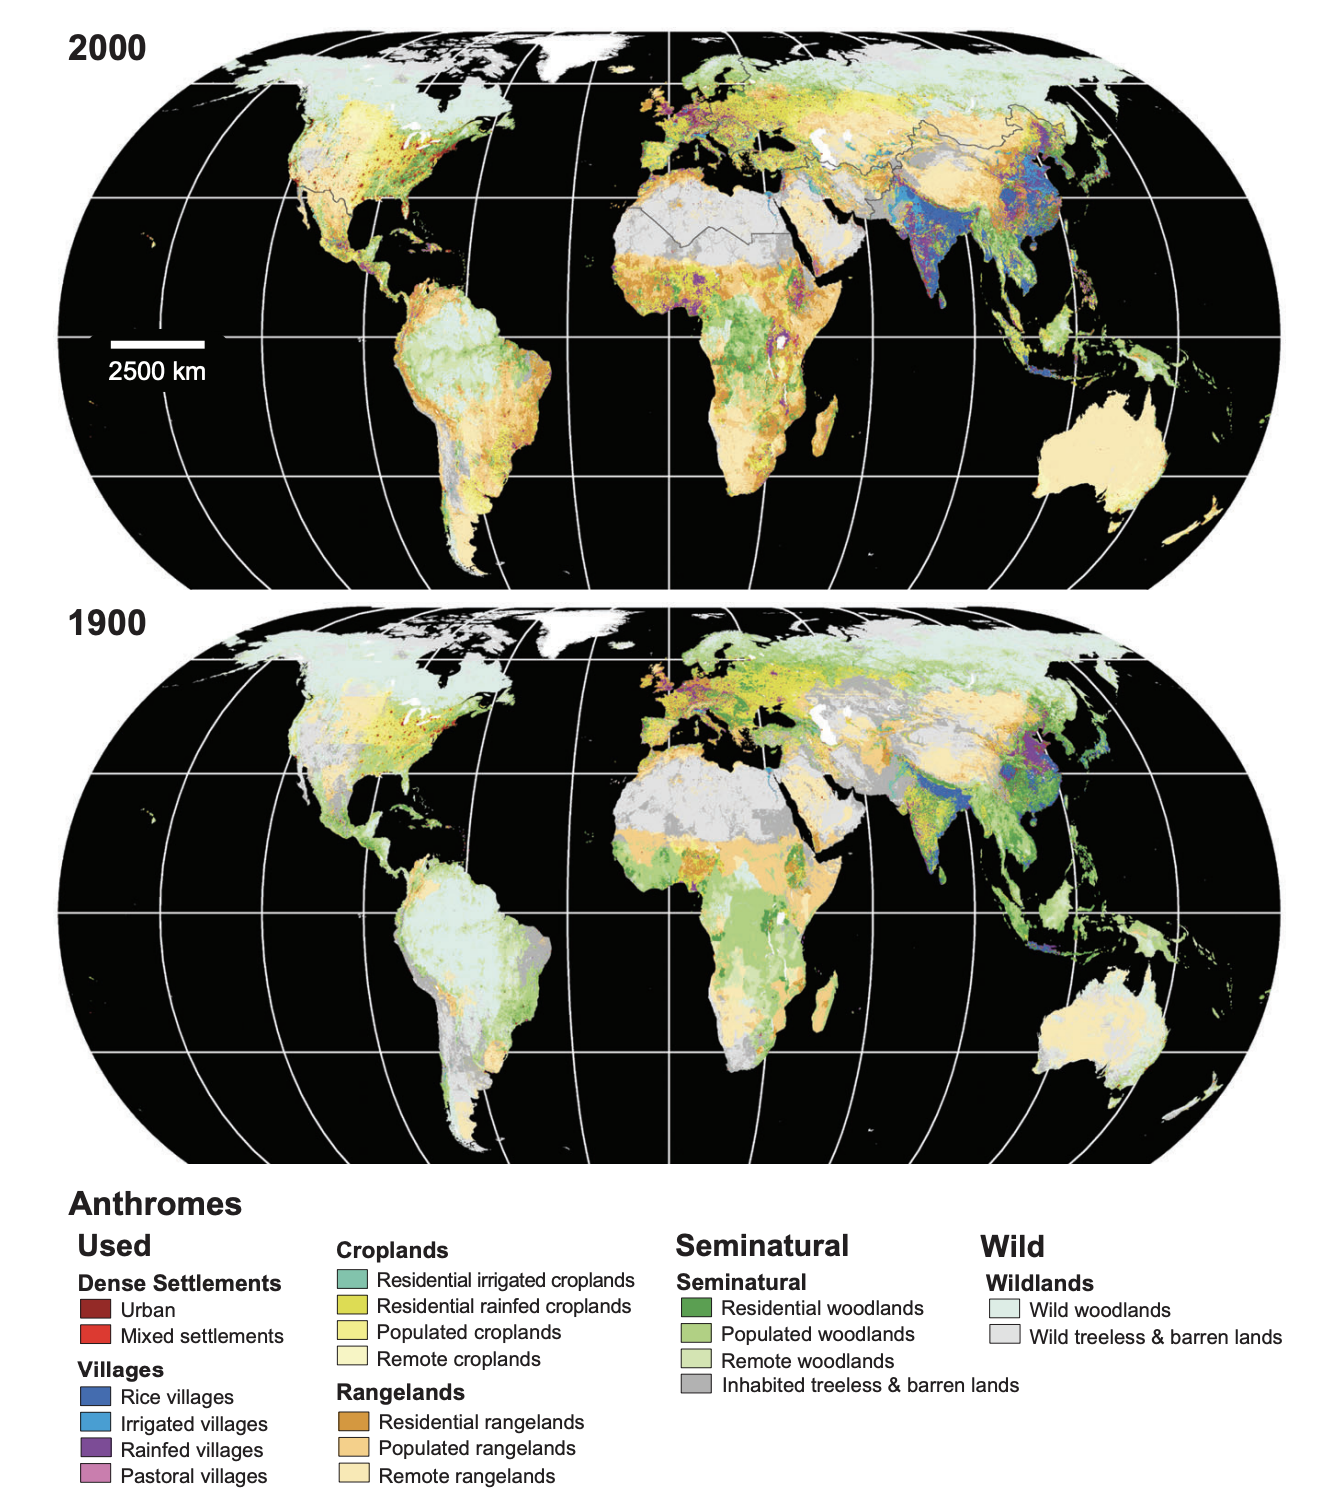 2000
2500 km
1900
Anthromes
Used
Dense Settlements
Urban
Mixed settlements
Villages
Rice villages
Irrigated villages
Rainfed villages
Pastoral villages
Croplands
Residential irrigated croplands
Residential rainfed croplands
Populated croplands
Remote croplands
Rangelands
Residential rangelands
Populated rangelands
Remote rangelands
Seminatural
Seminatural
Residential woodlands
Populated woodlands
Remote woodlands
Inhabited treeless & barren lands
Wild
Wildlands
Wild woodlands
Wild treeless & barren lands